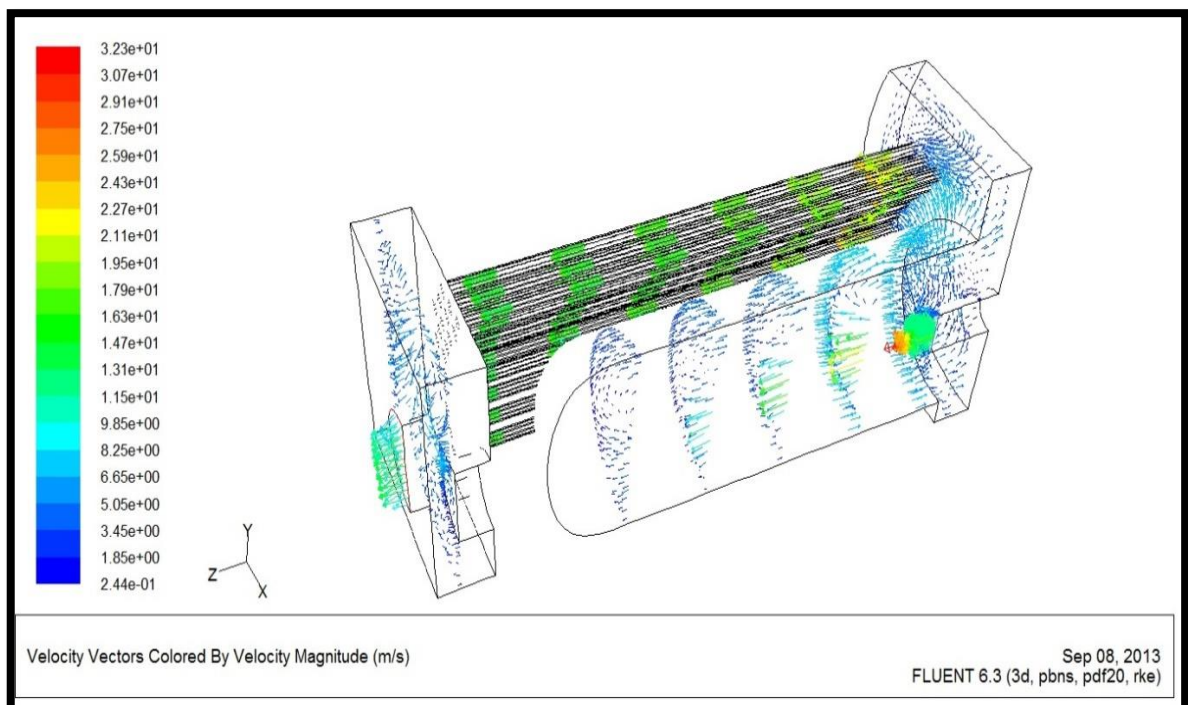 3.23e+01
3.07e+01
2.91e+01
2.75e+01
2.59e+01
2.43e+01
2.27e+01
2.11e+01
1.95e+01
1.79e+01
1.63e+01
1.47e+01
1.31e+01
1.15e+01
9.85e+00
8.25e+00
6.65e+00
5.05e+00
3.45e+00
1.85e+00
2.44e-01
Y
Z
X
Velocity Vectors Colored By Velocity Magnitude (m/s)
Sep 08, 2013
FLUENT 6.3 (3d, pbns, pdf20, rke)